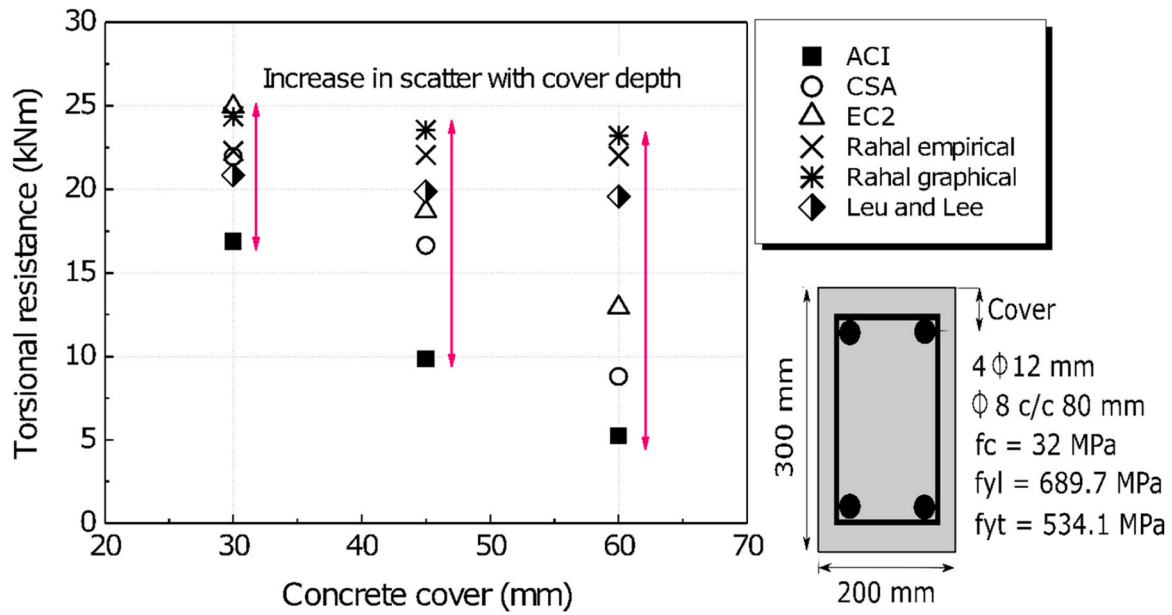 30
25
20
15
10
5
0
Torsional resistance (kNm)
Increase in scatter with cover depth
20 30 40 50 60 70
Concrete cover (mm)
ACI
CSA
EC2
Rahal empirical
Rahal graphical
Leu and Lee
Cover
300 mm
4 Φ 12 mm
Φ 8 c/c 80 mm
fc = 32 MPa
fyl = 689.7 MPa
fyt = 534.1 MPa
200 mm